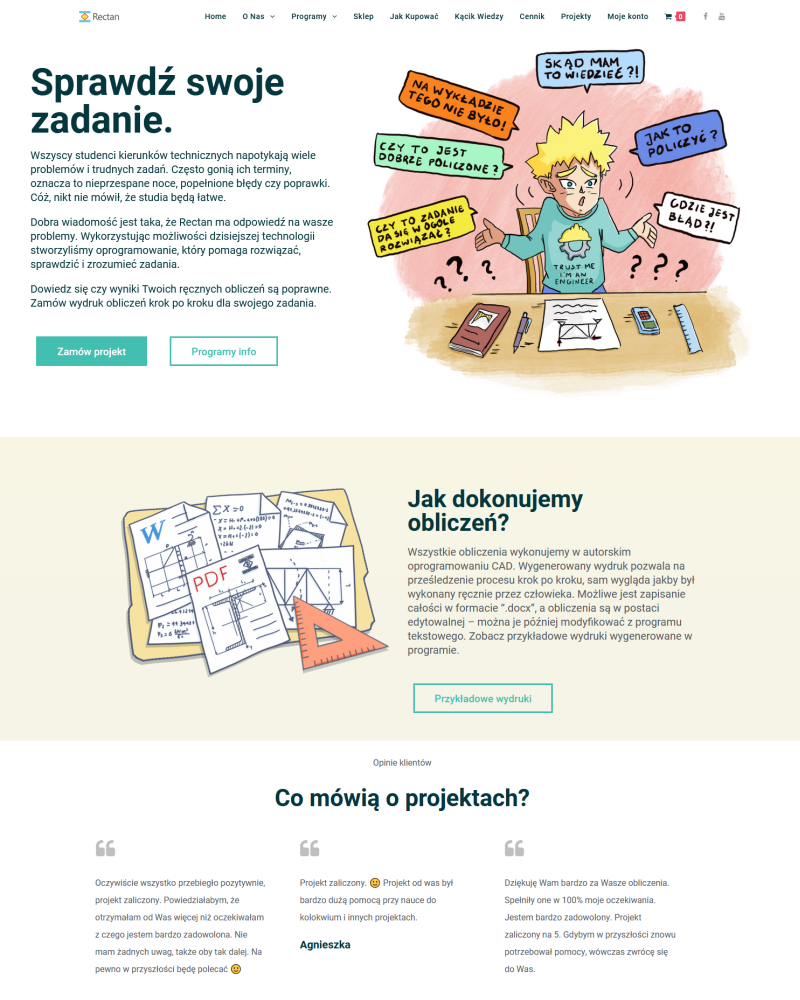 Rectan
Home
O Nas
Programy
Sklep
Jak Kupować
Kącik Wiedzy
Cennik
Projekty
Moje konto
0
Sprawdź swoje
zadanie.
Wszyscy studenci kierunków technicznych napotykają wiele
problemów i trudnych zadań. Często gonią ich terminy,
oznacza to nieprzespane noce, popełnione błędy czy poprawki.
Cóż, nikt nie mówił, że studia będą łatwe.
Dobra wiadomość jest taka, że Rectan ma odpowiedź na wasze
problemy. Wykorzystując możliwości dzisiejszej technologii
stworzyliśmy oprogramowanie, który pomaga rozwiązać,
sprawdzić i zrozumieć zadania.
Dowiedz się czy wyniki Twoich ręcznych obliczeń są poprawne.
Zamów wydruk obliczeń krok po kroku dla swojego zadania.
Zamów projekt
Programy info
SKĄD MAM
TO WIEDZIEĆ?!
NA WYKŁADZIE
TEGO NIE BYŁO!
JAK TO
POLICZYĆ?
CZY TO JEST
DOBRZE POLICZONE?
CZY TO ZADANIE
DA SIĘ W OGÓLE
ROZWIĄZAĆ?
GDZIE JEST
BŁĄD?!
? ? ?
? ? ?
TRUST ME
I'M AN
ENGINEER
W
PDF
ΣX=0
Jak dokonujemy
obliczeń?
Wszystkie obliczenia wykonujemy w autorskim
oprogramowaniu CAD. Wygenerowany wydruk pozwala na
prześledzenie procesu krok po kroku, sam wygląda jakby był
wykonany ręcznie przez człowieka. Możliwe jest zapisanie
całości w formacie “.docx”, a obliczenia są w postaci
edytowalnej – można je później modyfikować z programu
tekstowego. Zobacz przykładowe wydruki wygenerowane w
programie.
Przykładowe wydruki
Opinie klientów
Co mówią o projektach?
Oczywiście wszystko przebiegło pozytywnie,
projekt zaliczony. Powiedziałabym, że
otrzymałam od Was więcej niż oczekiwałam
z czego jestem bardzo zadowolona. Nie
mam żadnych uwag, także oby tak dalej. Na
pewno w przyszłości będę polecać 🙂
Projekt zaliczony. 🙂 Projekt od was był
bardzo dużą pomocą przy nauce do
kolokwium i innych projektach.
Agnieszka
Dziękuję Wam bardzo za Wasze obliczenia.
Spełniły one w 100% moje oczekiwania.
Jestem bardzo zadowolony. Projekt
zaliczony na 5. Gdybym w przyszłości znowu
potrzebował pomocy, wówczas zwrócę się
do Was.